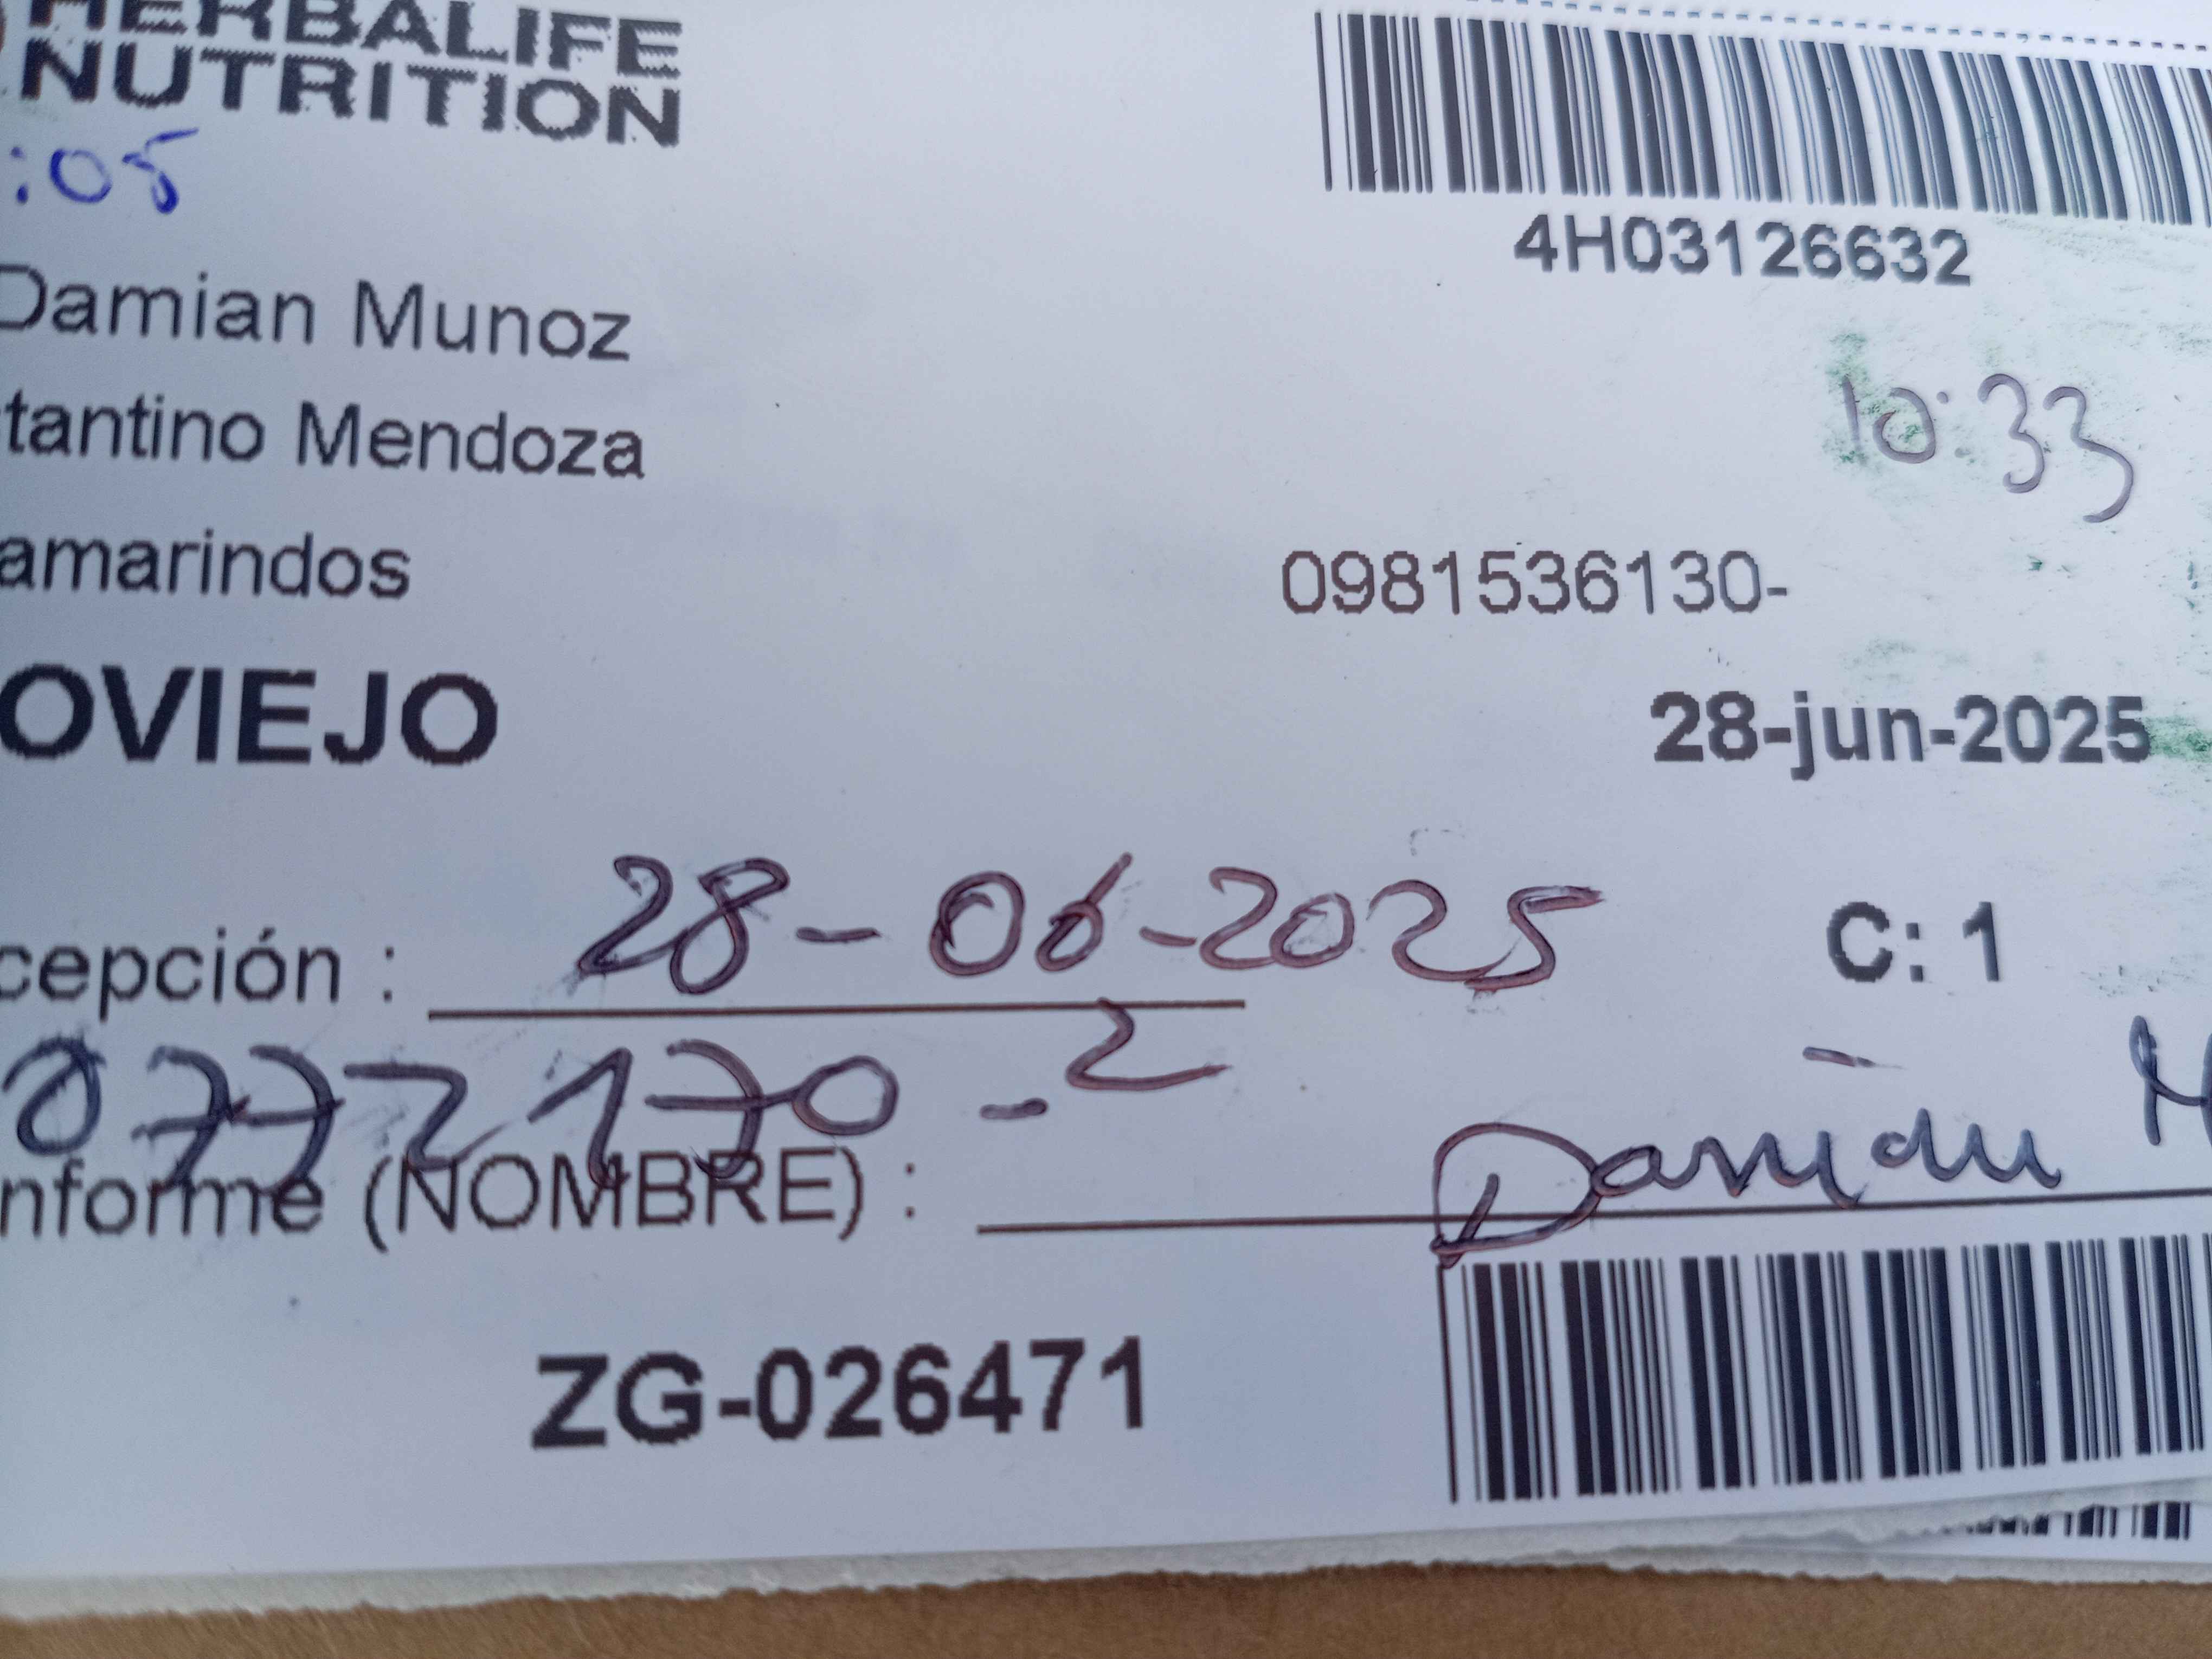 HERBALIFE
NUTRITION
:05
4H03126632
Damian Munoz
10:33
tantino Mendoza
amarindos
0981536130-
OVIEJO
28-jun-2025
cepción : 28-06-2025
C: 1
0772170-2
nforme (NOMBRE) : Damian M
ZG-026471